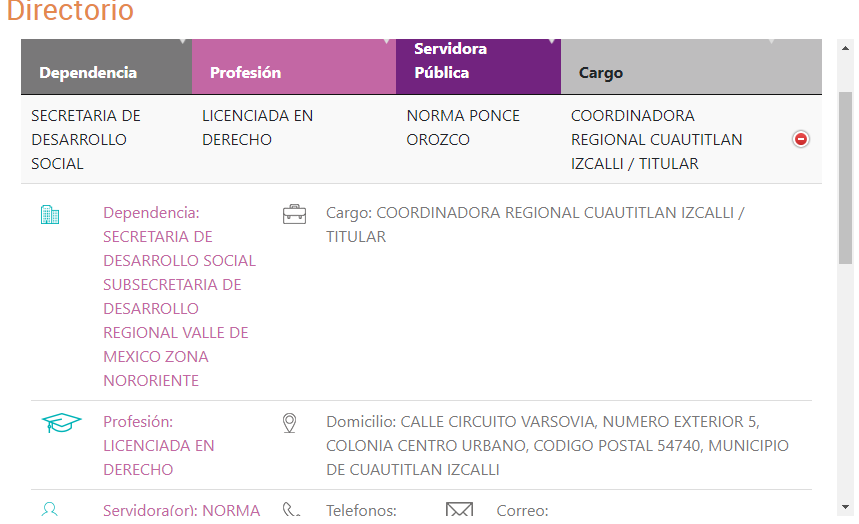 Directorio
Dependencia
Profesión
Servidora
Pública
Cargo
SECRETARIA DE
DESARROLLO
SOCIAL
LICENCIADA EN
DERECHO
NORMA PONCE
OROZCO
COORDINADORA
REGIONAL CUAUTITLAN
IZCALLI / TITULAR
Dependencia:
SECRETARIA DE
DESARROLLO SOCIAL
SUBSECRETARIA DE
DESARROLLO
REGIONAL VALLE DE
MEXICO ZONA
NORORIENTE
Cargo: COORDINADORA REGIONAL CUAUTITLAN IZCALLI /
TITULAR
Profesión:
LICENCIADA EN
DERECHO
Domicilio: CALLE CIRCUITO VARSOVIA, NUMERO EXTERIOR 5,
COLONIA CENTRO URBANO, CODIGO POSTAL 54740, MUNICIPIO
DE CUAUTITLAN IZCALLI
Servidora(or): NORMA
Telefonos:
Correo: